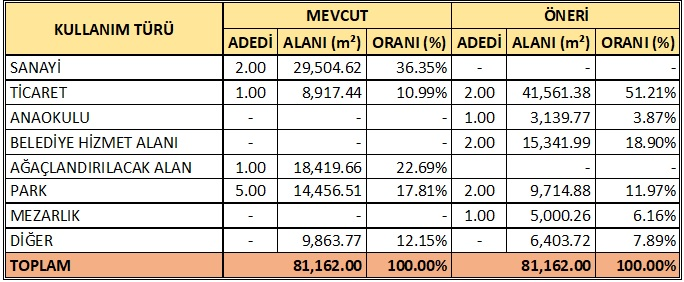 KULLANIM TÜRÜ MEVCUT ÖNERİ
ADEDİ ALANI (m²) ORANI (%) ADEDİ ALANI (m²) ORANI (%)
SANAYİ 2.00 29,504.62 36.35% - - -
TİCARET 1.00 8,917.44 10.99% 2.00 41,561.38 51.21%
ANAOKULU - - - 1.00 3,139.77 3.87%
BELEDİYE HİZMET ALANI - - - 2.00 15,341.99 18.90%
AĞAÇLANDIRILACAK ALAN 1.00 18,419.66 22.69% - - -
PARK 5.00 14,456.51 17.81% 2.00 9,714.88 11.97%
MEZARLIK - - - 1.00 5,000.26 6.16%
DİĞER - 9,863.77 12.15% - 6,403.72 7.89%
TOPLAM 81,162.00 100.00% 81,162.00 100.00%